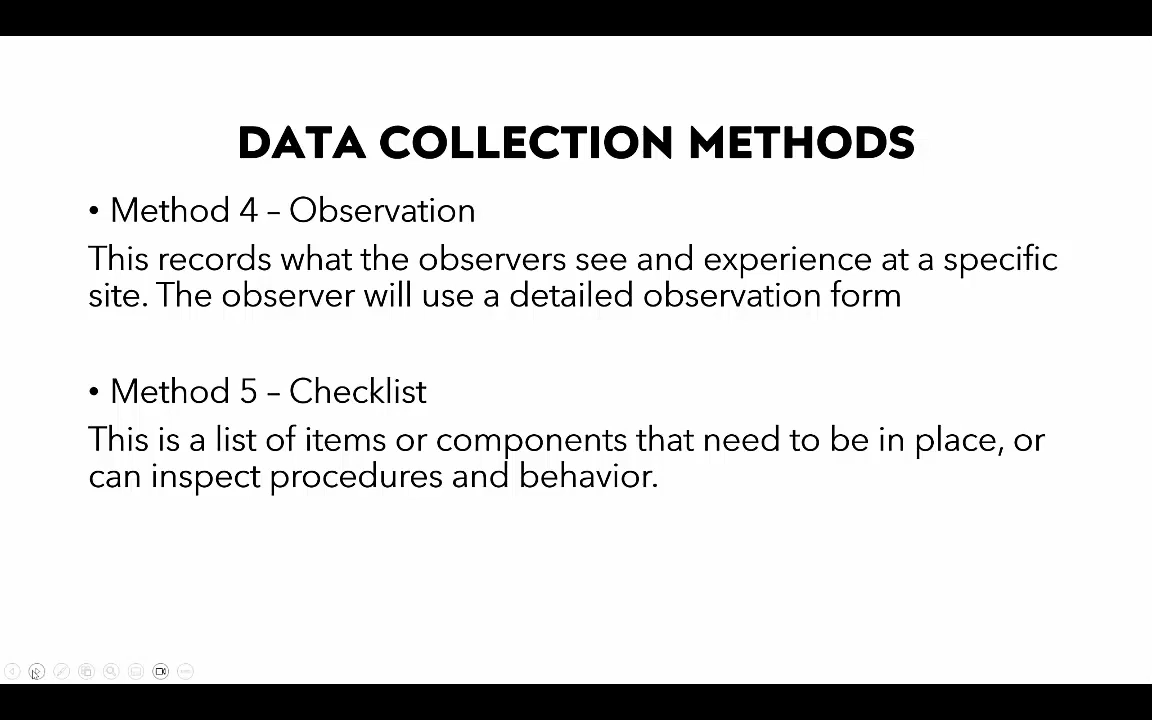 DATA COLLECTION METHODS
• Method 4 – Observation
This records what the observers see and experience at a specific
site. The observer will use a detailed observation form
• Method 5 – Checklist
This is a list of items or components that need to be in place, or
can inspect procedures and behavior.